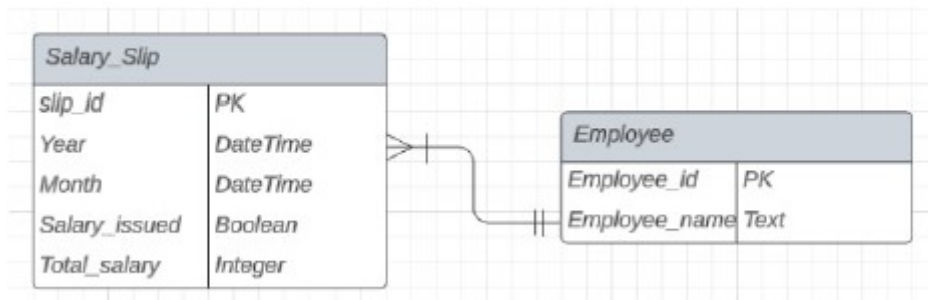 Salary_Slip
slip_id PK
Year DateTime
Month DateTime
Salary_issued Boolean
Total_salary Integer
Employee
Employee_id PK
Employee_name Text